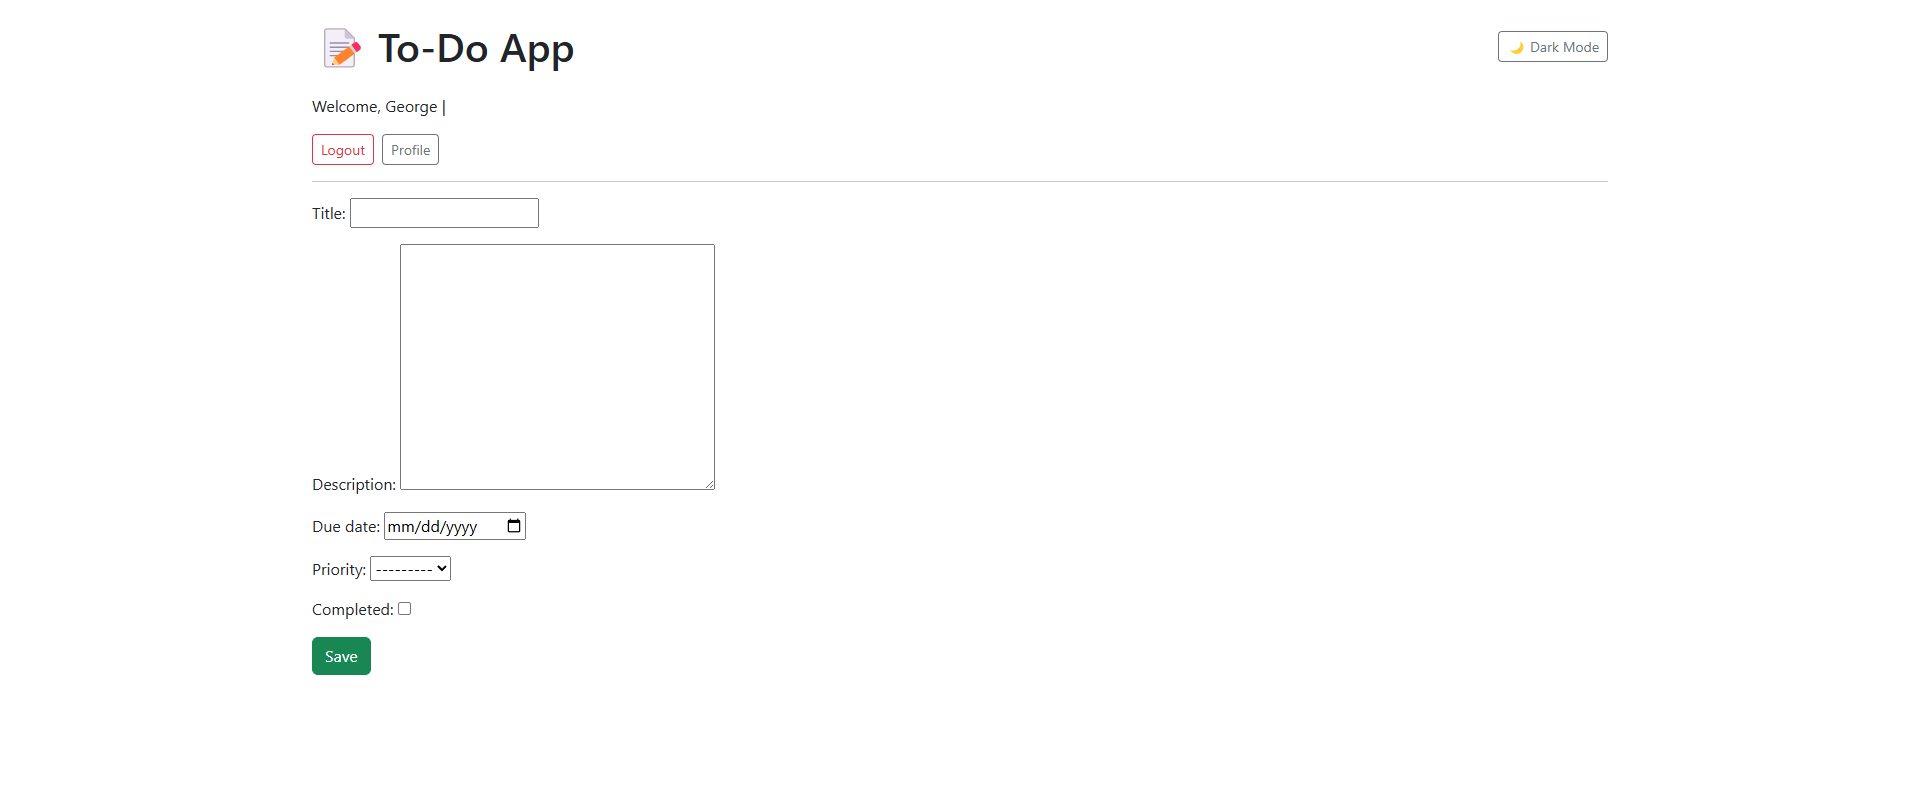 📝 To-Do App
🌙 Dark Mode
Welcome, George |
Logout Profile
Title:
Description:
Due date: mm/dd/yyyy
Priority: ---------
Completed:
Save